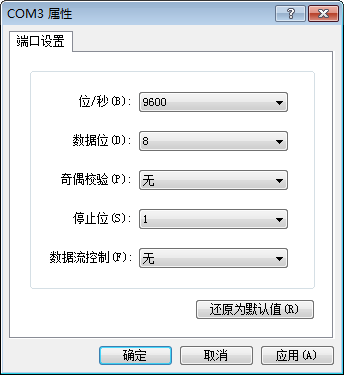 COM3 属性
端口设置
位/秒(B): 9600
数据位(D): 8
奇偶校验(P): 无
停止位(S): 1
数据流控制(F): 无
还原为默认值(R)
确定 取消 应用(A)